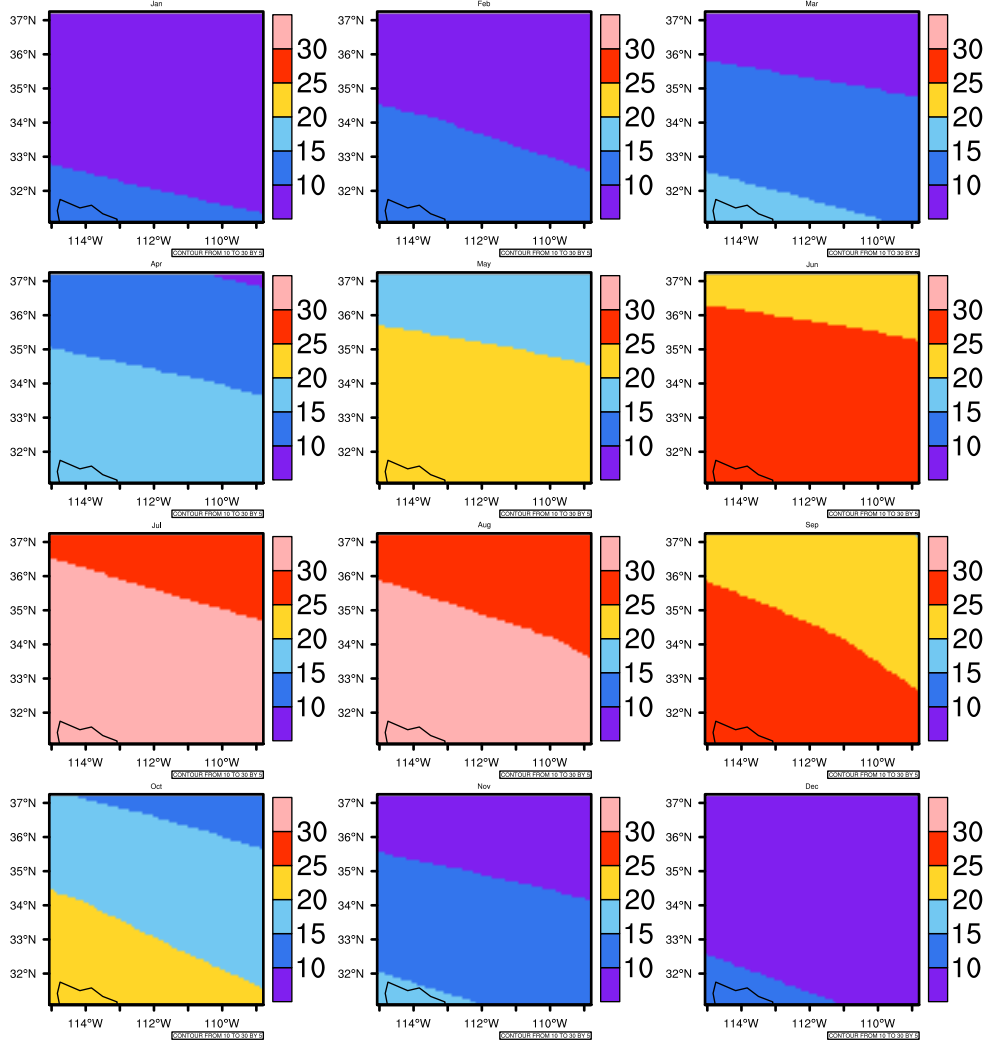 Jan
Feb
Mar
37°N
36°N
35°N
34°N
33°N
32°N
114°W
112°W
110°W
30
25
20
15
10
CONTOUR FROM 10 TO 30 BY 5
37°N
36°N
35°N
34°N
33°N
32°N
114°W
112°W
110°W
30
25
20
15
10
CONTOUR FROM 10 TO 30 BY 5
37°N
36°N
35°N
34°N
33°N
32°N
114°W
112°W
110°W
30
25
20
15
10
CONTOUR FROM 10 TO 30 BY 5
Apr
May
Jun
37°N
36°N
35°N
34°N
33°N
32°N
114°W
112°W
110°W
30
25
20
15
10
CONTOUR FROM 10 TO 30 BY 5
37°N
36°N
35°N
34°N
33°N
32°N
114°W
112°W
110°W
30
25
20
15
10
CONTOUR FROM 10 TO 30 BY 5
37°N
36°N
35°N
34°N
33°N
32°N
114°W
112°W
110°W
30
25
20
15
10
CONTOUR FROM 10 TO 30 BY 5
Jul
Aug
Sep
37°N
36°N
35°N
34°N
33°N
32°N
114°W
112°W
110°W
30
25
20
15
10
CONTOUR FROM 10 TO 30 BY 5
37°N
36°N
35°N
34°N
33°N
32°N
114°W
112°W
110°W
30
25
20
15
10
CONTOUR FROM 10 TO 30 BY 5
37°N
36°N
35°N
34°N
33°N
32°N
114°W
112°W
110°W
30
25
20
15
10
CONTOUR FROM 10 TO 30 BY 5
Oct
Nov
Dec
37°N
36°N
35°N
34°N
33°N
32°N
114°W
112°W
110°W
30
25
20
15
10
CONTOUR FROM 10 TO 30 BY 5
37°N
36°N
35°N
34°N
33°N
32°N
114°W
112°W
110°W
30
25
20
15
10
CONTOUR FROM 10 TO 30 BY 5
37°N
36°N
35°N
34°N
33°N
32°N
114°W
112°W
110°W
30
25
20
15
10
CONTOUR FROM 10 TO 30 BY 5